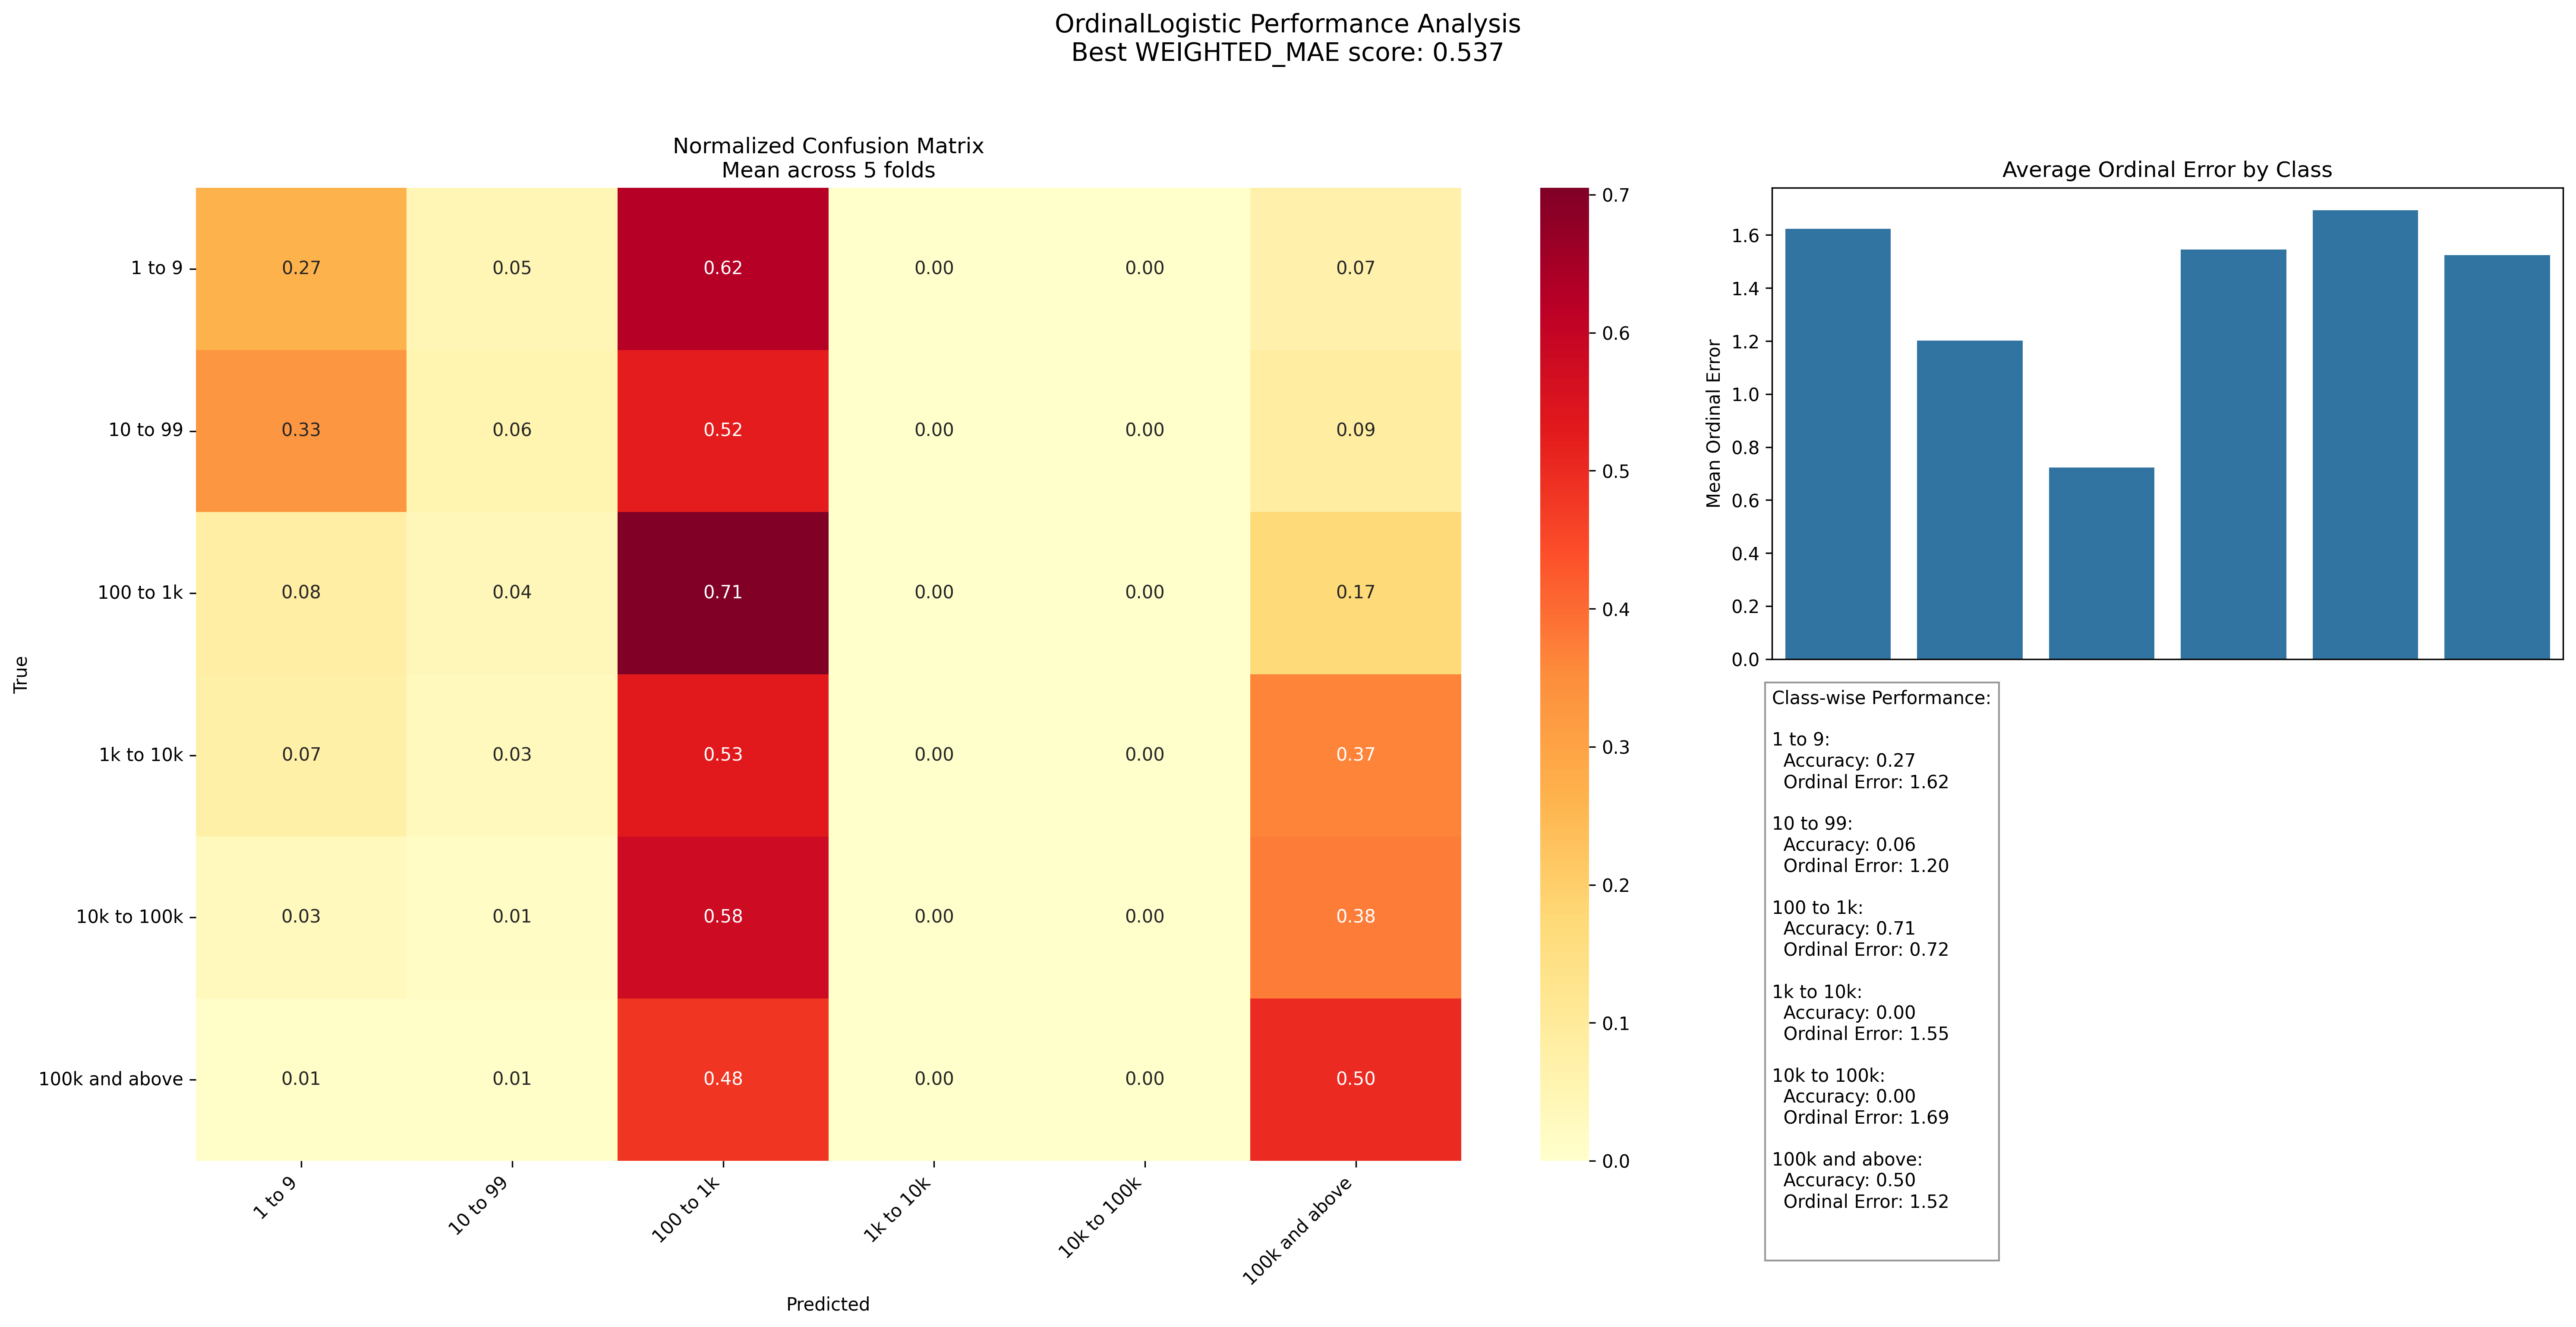 OrdinalLogistic Performance Analysis
Best WEIGHTED_MAE score: 0.537
Normalized Confusion Matrix
Mean across 5 folds
True
1 to 9 0.27 0.05 0.62 0.00 0.00 0.07
10 to 99 0.33 0.06 0.52 0.00 0.00 0.09
100 to 1k 0.08 0.04 0.71 0.00 0.00 0.17
1k to 10k 0.07 0.03 0.53 0.00 0.00 0.37
10k to 100k 0.03 0.01 0.58 0.00 0.00 0.38
100k and above 0.01 0.01 0.48 0.00 0.00 0.50
1 to 9 10 to 99 100 to 1k 1k to 10k 10k to 100k 100k and above
Predicted
0.7
0.6
0.5
0.4
0.3
0.2
0.1
0.0
Average Ordinal Error by Class
Mean Ordinal Error
1.6
1.4
1.2
1.0
0.8
0.6
0.4
0.2
0.0
Class-wise Performance:
1 to 9:
Accuracy: 0.27
Ordinal Error: 1.62
10 to 99:
Accuracy: 0.06
Ordinal Error: 1.20
100 to 1k:
Accuracy: 0.71
Ordinal Error: 0.72
1k to 10k:
Accuracy: 0.00
Ordinal Error: 1.55
10k to 100k:
Accuracy: 0.00
Ordinal Error: 1.69
100k and above:
Accuracy: 0.50
Ordinal Error: 1.52